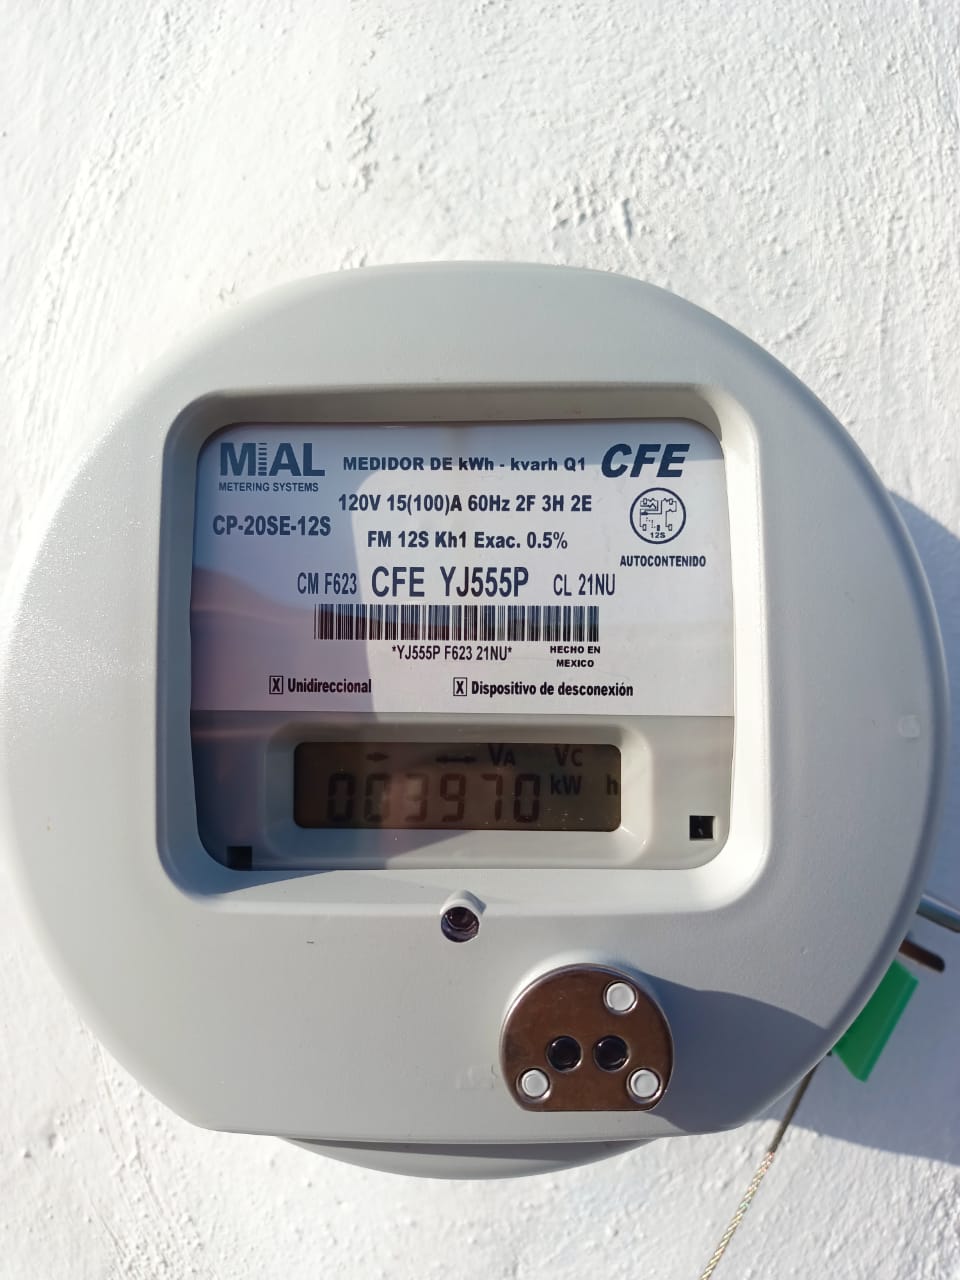 MIAL
METERING SYSTEMS
MEDIDOR DE kWh - kvarh Q1
CFE
120V 15(100)A 60Hz 2F 3H 2E
CP-20SE-12S
FM 12S Kh1 Exac. 0.5%
12S
AUTOCONTENIDO
CM F623 CFE YJ555P CL 21NU
*YJ555P F623 21NU*
HECHO EN
MEXICO
X Unidireccional
X Dispositivo de desconexión
VA VC
003970 kW h